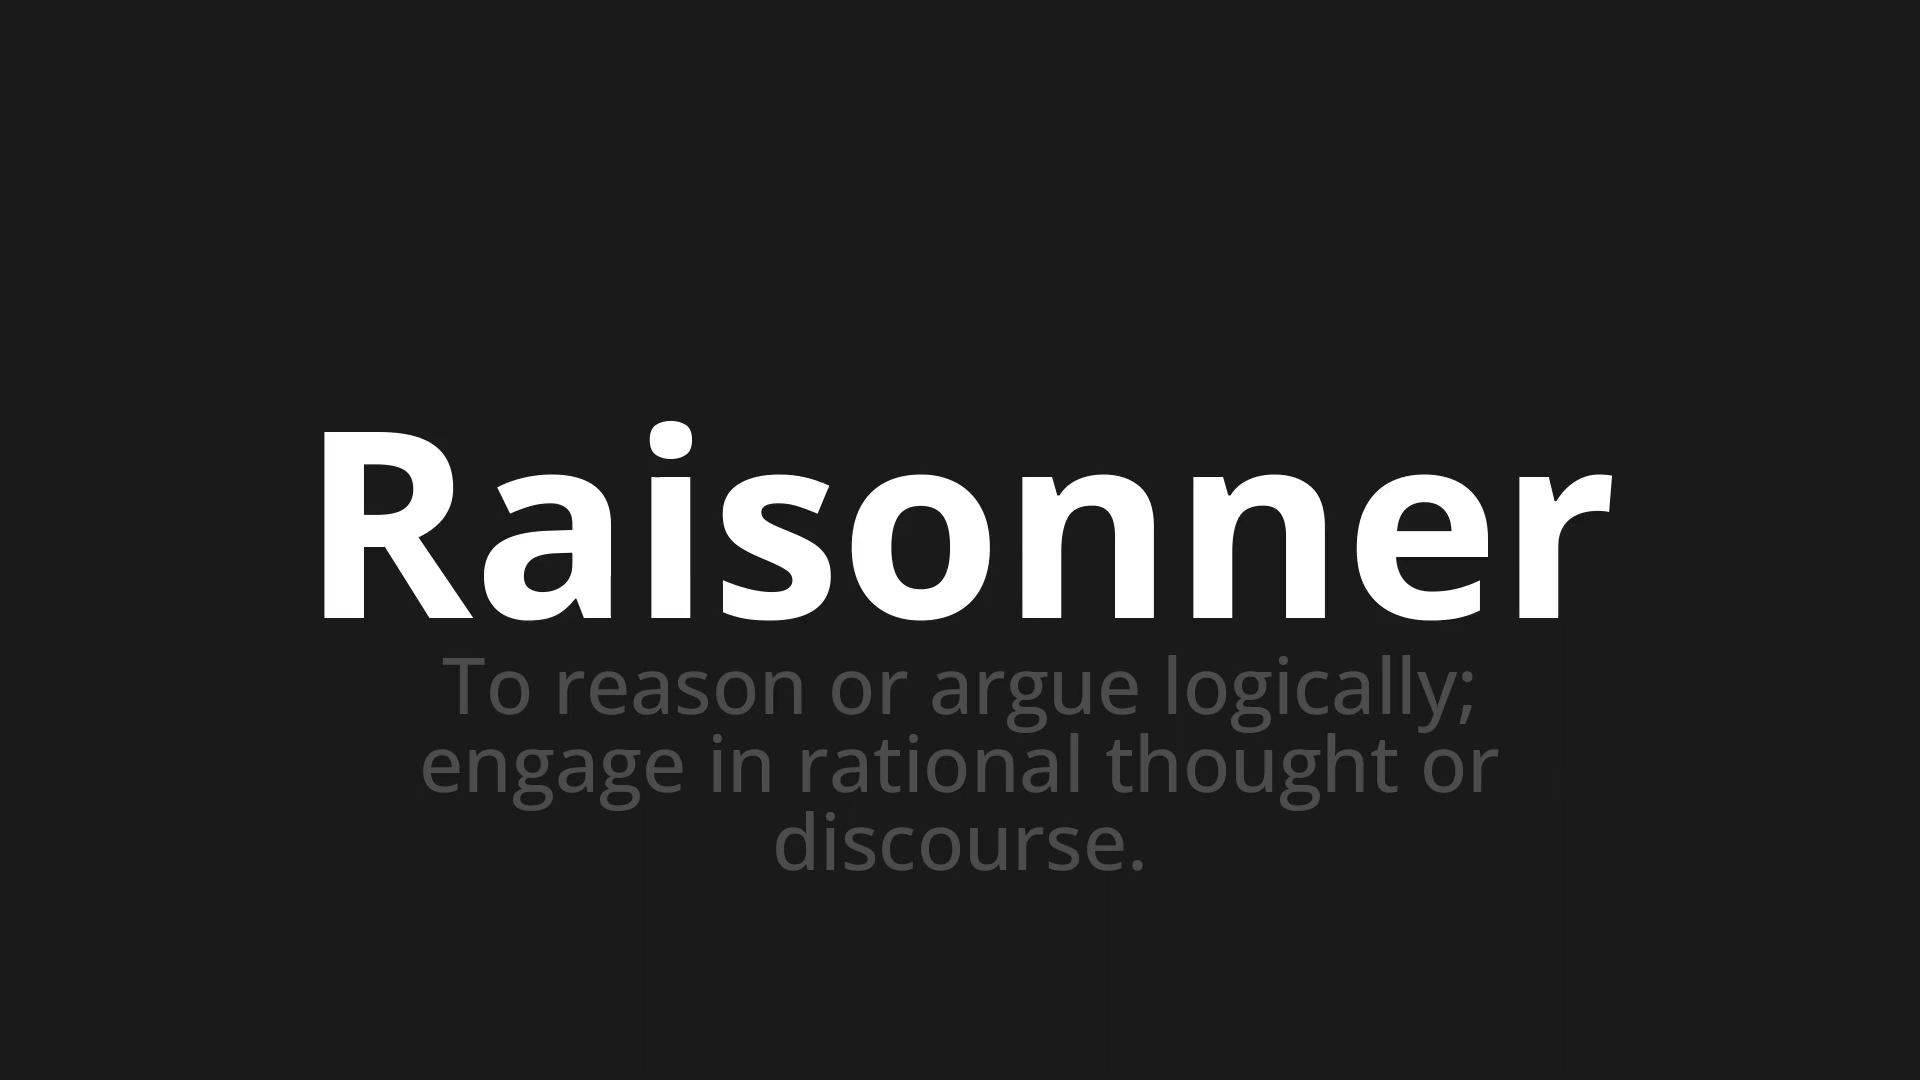 Raisonner
To reason or argue logically;
engage in rational thought or
discourse.